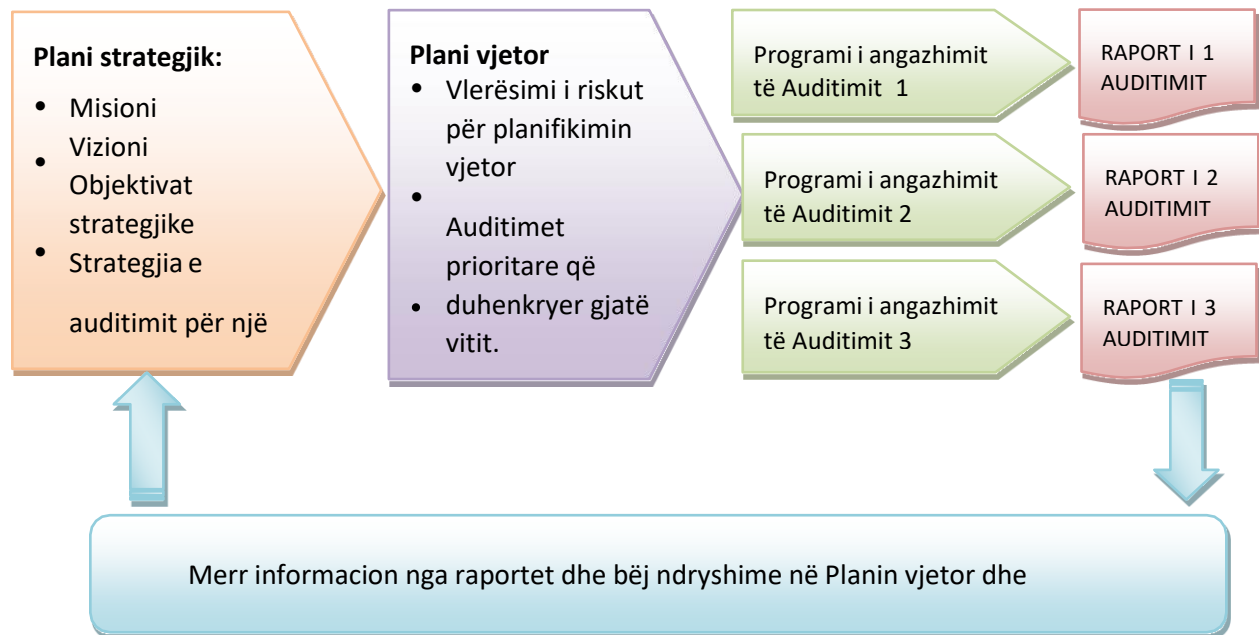 Plani strategjik:
• Misioni
Vizioni
• Objektivat
strategjike
• Strategjia e
auditimit për një
Plani vjetor
• Vlerësimi i riskut
për planifikimin
vjetor
•
Auditimet
prioritare që
• duhenkryer gjatë
vitit.
Programi i angazhimit
të Auditimit 1
Programi i angazhimit
të Auditimit 2
Programi i angazhimit
të Auditimit 3
RAPORT I 1
AUDITIMIT
RAPORT I 2
AUDITIMIT
RAPORT I 3
AUDITIMIT
Merr informacion nga raportet dhe bëj ndryshime në Planin vjetor dhe